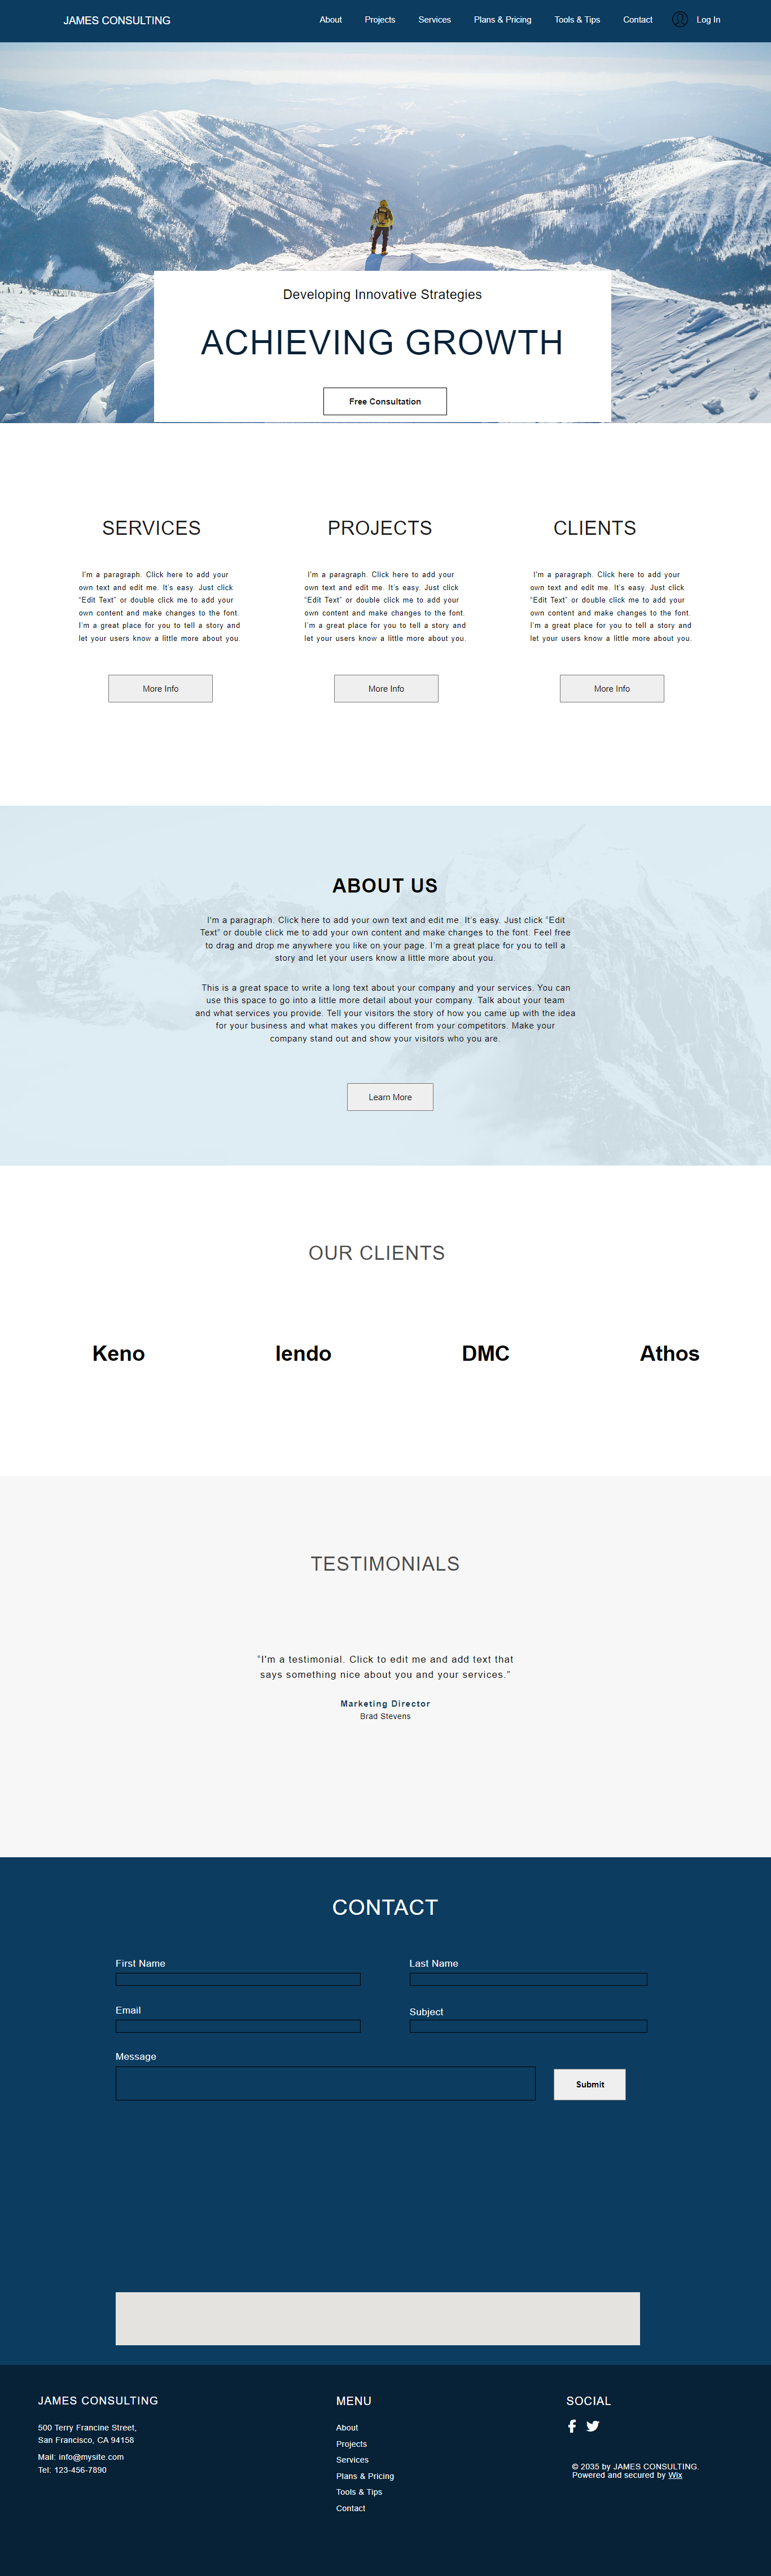 JAMES CONSULTING
About Projects Services Plans & Pricing Tools & Tips Contact Log In
Developing Innovative Strategies
ACHIEVING GROWTH
Free Consultation
SERVICES
I'm a paragraph. Click here to add your
own text and edit me. It's easy. Just click
“Edit Text” or double click me to add your
own content and make changes to the font.
I'm a great place for you to tell a story and
let your users know a little more about you.
More Info
PROJECTS
I'm a paragraph. Click here to add your
own text and edit me. It's easy. Just click
“Edit Text” or double click me to add your
own content and make changes to the font.
I'm a great place for you to tell a story and
let your users know a little more about you.
More Info
CLIENTS
I'm a paragraph. Click here to add your
own text and edit me. It's easy. Just click
“Edit Text” or double click me to add your
own content and make changes to the font.
I'm a great place for you to tell a story and
let your users know a little more about you.
More Info
ABOUT US
I'm a paragraph. Click here to add your own text and edit me. It's easy. Just click “Edit
Text” or double click me to add your own content and make changes to the font. Feel free
to drag and drop me anywhere you like on your page. I'm a great place for you to tell a
story and let your users know a little more about you.
This is a great space to write a long text about your company and your services. You can
use this space to go into a little more detail about your company. Talk about your team
and what services you provide. Tell your visitors the story of how you came up with the idea
for your business and what makes you different from your competitors. Make your
company stand out and show your visitors who you are.
Learn More
OUR CLIENTS
Keno lendo DMC Athos
TESTIMONIALS
“I'm a testimonial. Click to edit me and add text that
says something nice about you and your services.”
Marketing Director
Brad Stevens
CONTACT
First Name
Last Name
Email
Subject
Message
Submit
JAMES CONSULTING
500 Terry Francine Street,
San Francisco, CA 94158
Mail: info@mysite.com
Tel: 123-456-7890
MENU
About
Projects
Services
Plans & Pricing
Tools & Tips
Contact
SOCIAL
© 2035 by JAMES CONSULTING.
Powered and secured by Wix